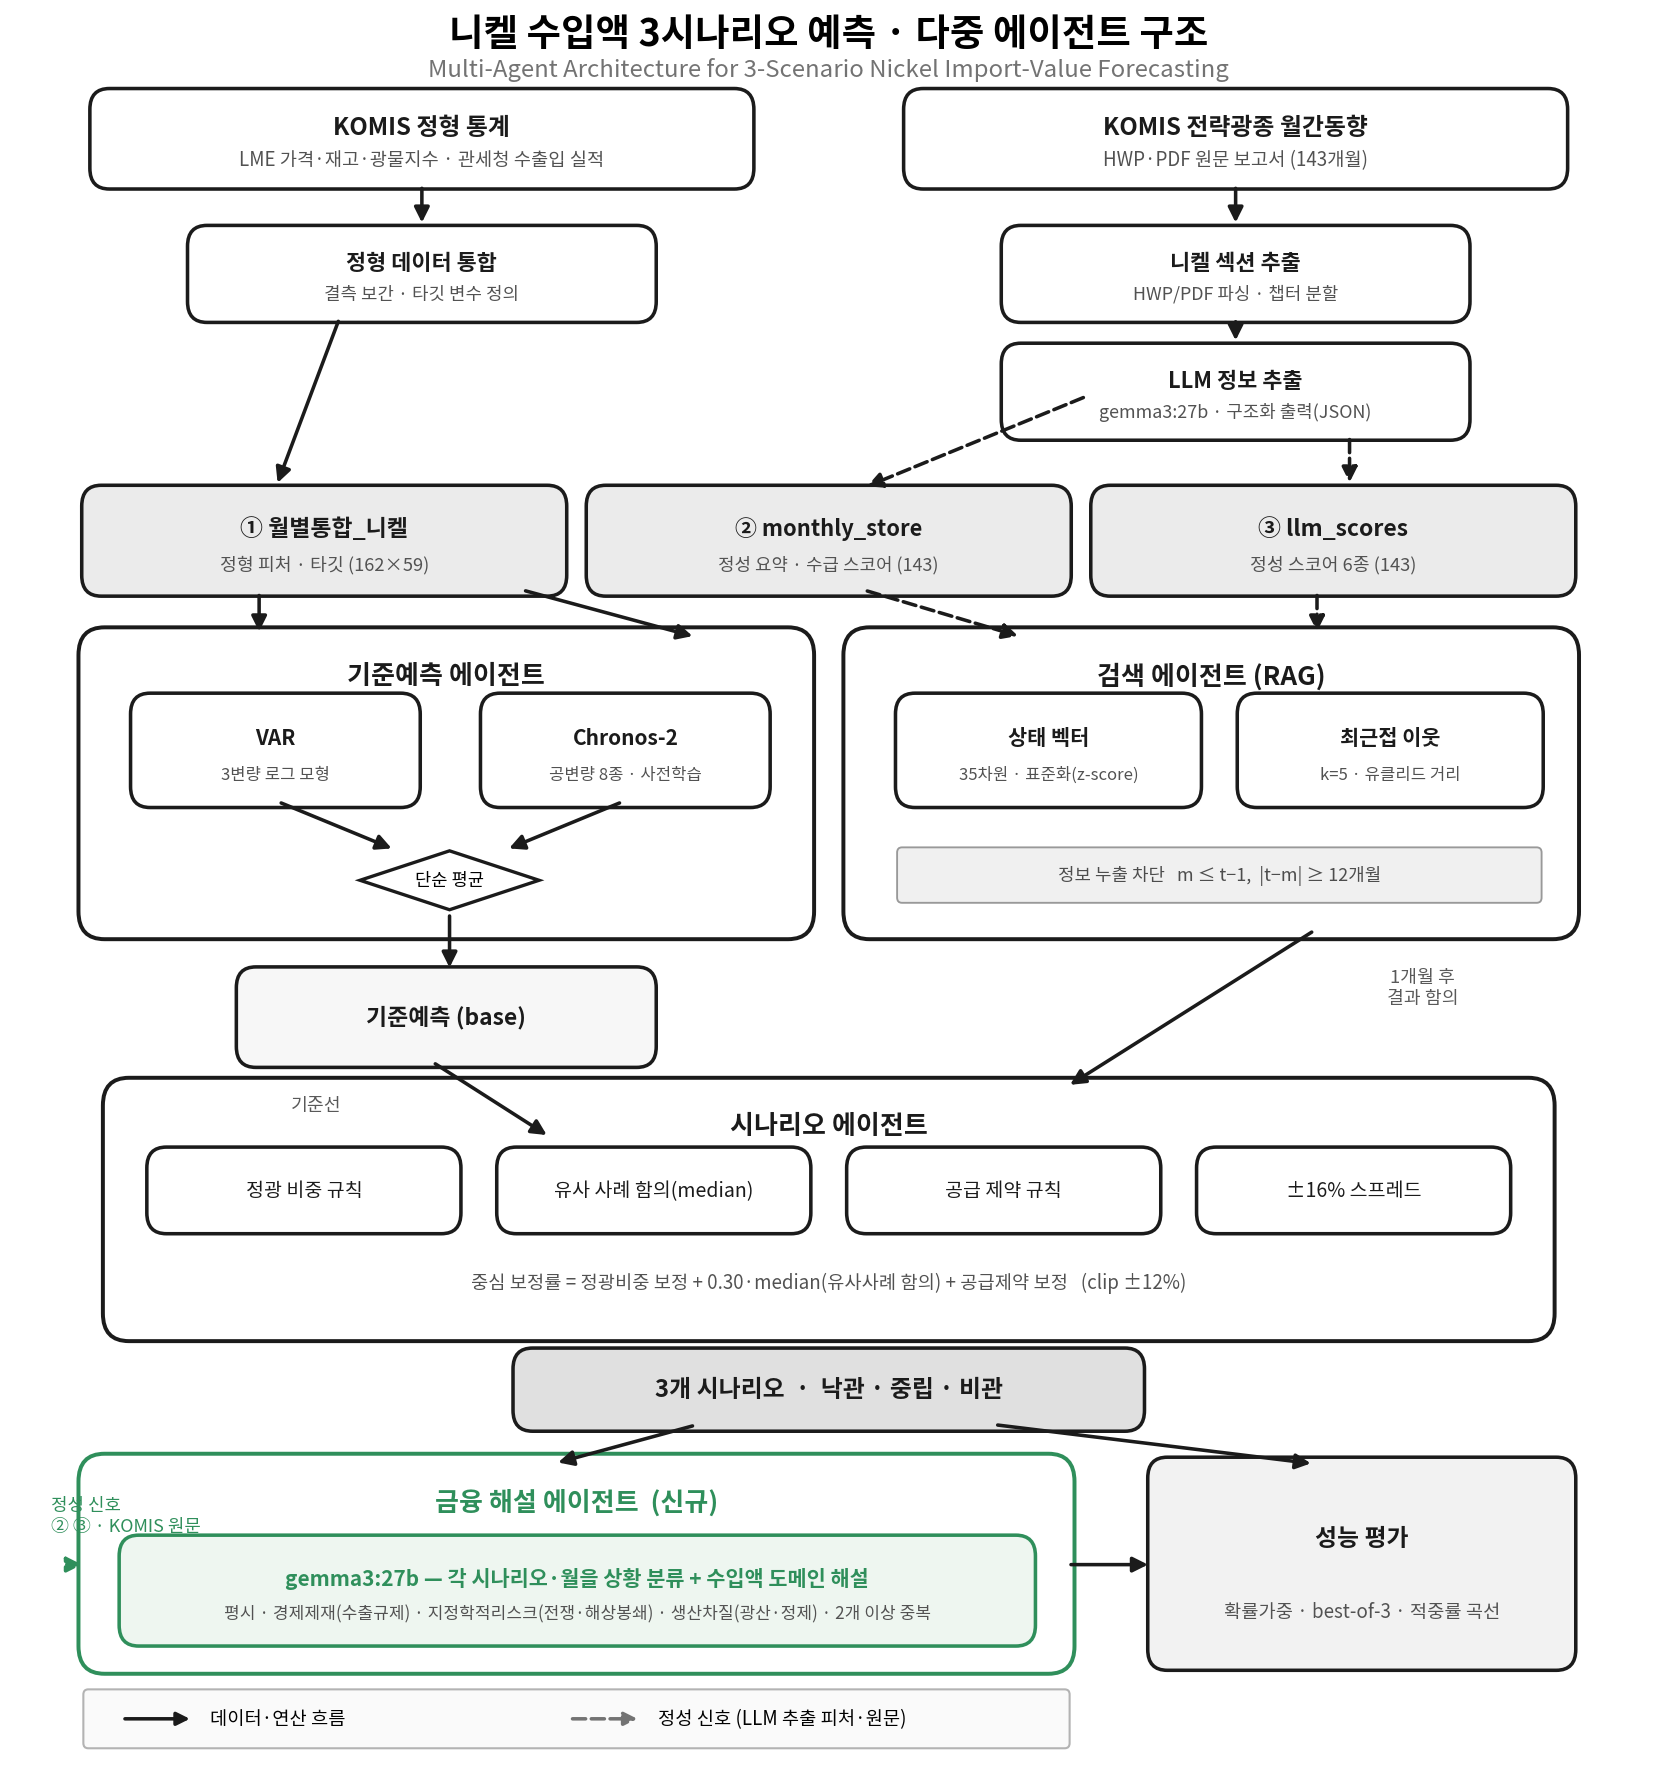 니켈 수입액 3시나리오 예측 · 다중 에이전트 구조
Multi-Agent Architecture for 3-Scenario Nickel Import-Value Forecasting
KOMIS 정형 통계
LME 가격·재고·광물지수 · 관세청 수출입 실적
KOMIS 전략광종 월간동향
HWP·PDF 원문 보고서 (143개월)
정형 데이터 통합
결측 보간 · 타깃 변수 정의
니켈 섹션 추출
HWP/PDF 파싱 · 챕터 분할
LLM 정보 추출
gemma3:27b · 구조화 출력(JSON)
① 월별통합_니켈
정형 피처 · 타깃 (162×59)
② monthly_store
정성 요약 · 수급 스코어 (143)
③ llm_scores
정성 스코어 6종 (143)
기준예측 에이전트
VAR
3변량 로그 모형
Chronos-2
공변량 8종 · 사전학습
단순 평균
검색 에이전트 (RAG)
상태 벡터
35차원 · 표준화(z-score)
최근접 이웃
k=5 · 유클리드 거리
정보 누출 차단 m ≤ t−1, |t−m| ≥ 12개월
기준예측 (base)
1개월 후
결과 함의
기준선
시나리오 에이전트
정광 비중 규칙
유사 사례 함의(median)
공급 제약 규칙
±16% 스프레드
중심 보정률 = 정광비중 보정 + 0.30·median(유사사례 함의) + 공급제약 보정 (clip ±12%)
3개 시나리오 · 낙관 · 중립 · 비관
정성 신호
② ③ · KOMIS 원문
금융 해설 에이전트 (신규)
gemma3:27b — 각 시나리오·월을 상황 분류 + 수입액 도메인 해설
평시 · 경제제재(수출규제) · 지정학적리스크(전쟁·해상봉쇄) · 생산차질(광산·정제) · 2개 이상 중복
성능 평가
확률가중 · best-of-3 · 적중률 곡선
데이터·연산 흐름
정성 신호 (LLM 추출 피처·원문)